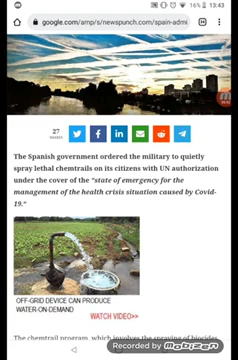 16% 13:43
google.com/amp/s/newspunch.com/spain-admi
27
The Spanish government ordered the military to quietly
spray lethal chemtrails on its citizens with UN authorization
under the cover of the “state of emergency for the
management of the health crisis situation caused by Covid-
19.”
OFF-GRID DEVICE CAN PRODUCE
WATER-ON-DEMAND
WATCH VIDEO>>
The chemtrail program, which involves the spraying of biocides
Recorded by Mobizen